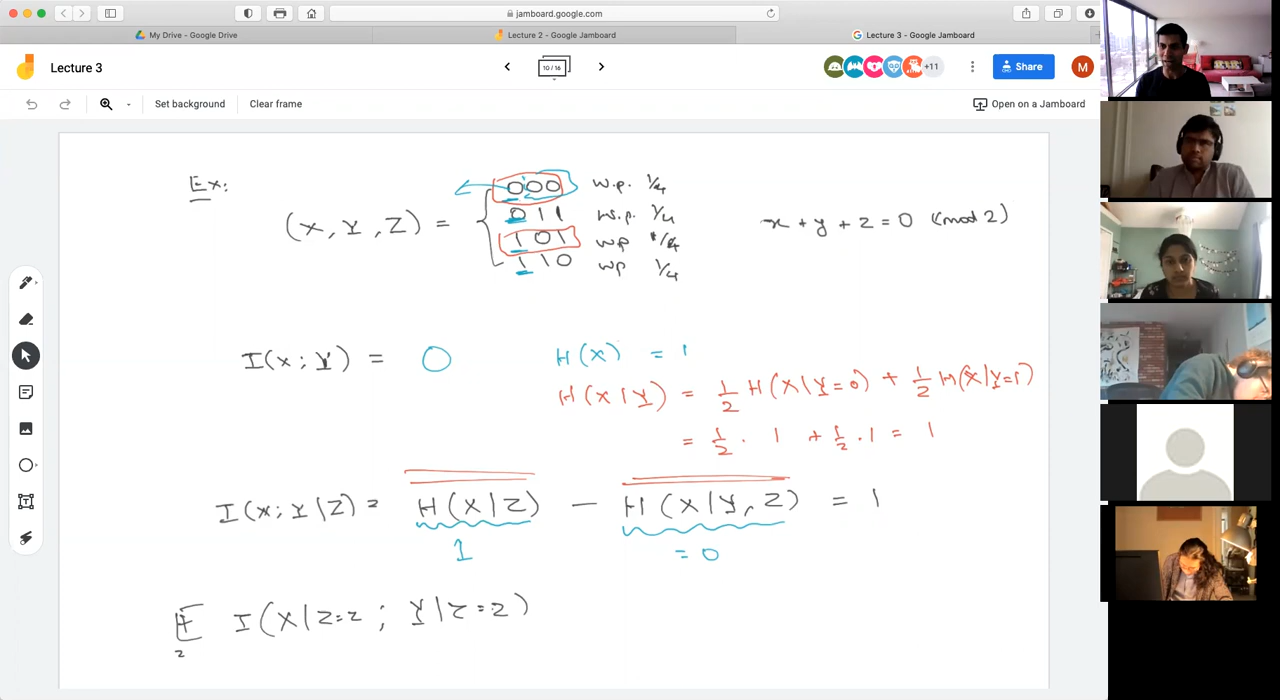 jamboard.google.com
My Drive - Google Drive
Lecture 2 - Google Jamboard
Lecture 3 - Google Jamboard
Lecture 3
10 / 16
+11
Share
M
Set background
Clear frame
Open on a Jamboard
Ex:
000 w.p. 1/4
(X, Y, Z) = { 011 w.p. 1/4 x + y + z = 0 (mod 2)
101 wp 1/4
110 wp 1/4
I(X; Y) = 0 H(X) = 1
H(X|Y) = 1/2 H(X|Y=0) + 1/2 H(X|Y=1)
= 1/2 · 1 + 1/2 · 1 = 1
I(X; Y|Z) = H(X|Z) - H(X|Y, Z) = 1
1 = 0
E I(X|Z=z ; Y|Z=z)
z